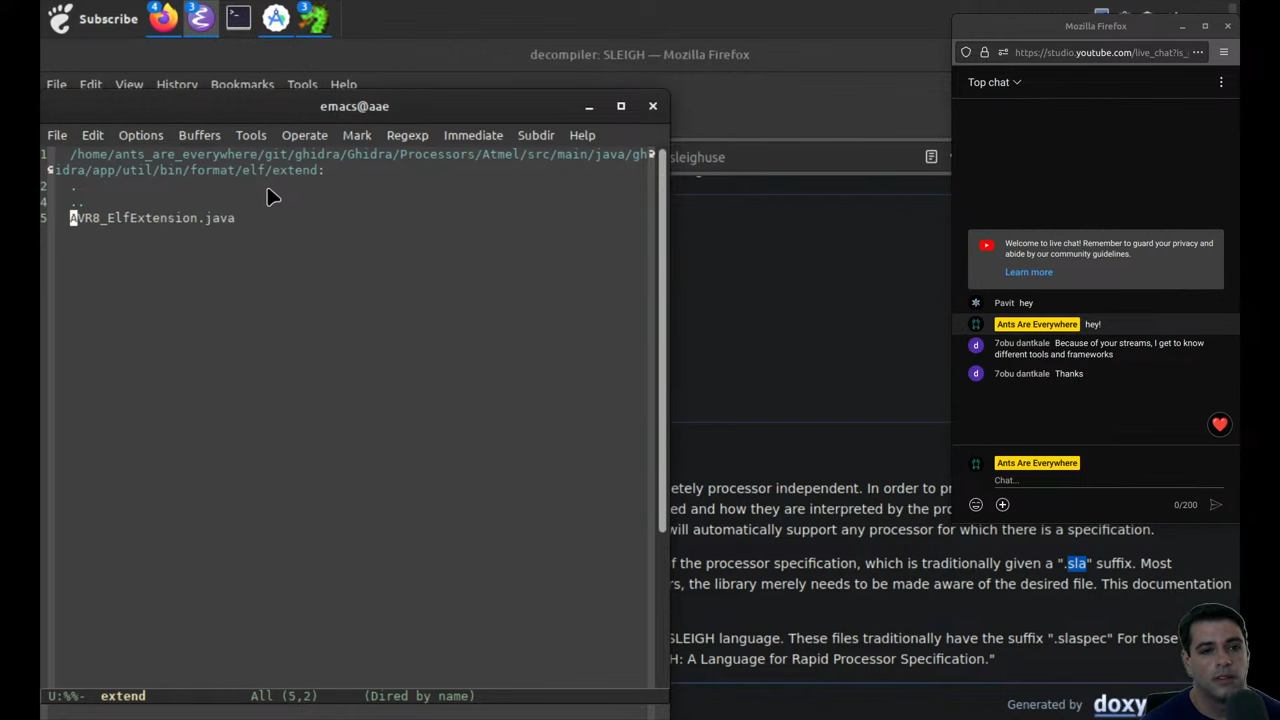 Subscribe
4
3
3
decompiler: SLEIGH — Mozilla Firefox
File Edit View History Bookmarks Tools Help
emacs@aae
File Edit Options Buffers Tools Operate Mark Regexp Immediate Subdir Help
1 /home/ants_are_everywhere/git/ghidra/Ghidra/Processors/Atmel/src/main/java/gh
idra/app/util/bin/format/elf/extend:
2 .
4 ..
5 AVR8_ElfExtension.java
U:%%- extend All (5,2) (Dired by name)
sleighuse
etely processor independent. In order to pr
ed and how they are interpreted by the pro
will automatically support any processor for which there is a specification.
f the processor specification, which is traditionally given a ".sla" suffix. Most
rs, the library merely needs to be made aware of the desired file. This documentation
SLEIGH language. These files traditionally have the suffix ".slaspec" For those
H: A Language for Rapid Processor Specification."
Generated by doxy
Mozilla Firefox
https://studio.youtube.com/live_chat?is_
Top chat
Welcome to live chat! Remember to guard your privacy and
abide by our community guidelines.
Learn more
Pavit hey
Ants Are Everywhere hey!
7obu dantkale Because of your streams, I get to know
different tools and frameworks
7obu dantkale Thanks
Ants Are Everywhere
Chat...
0/200